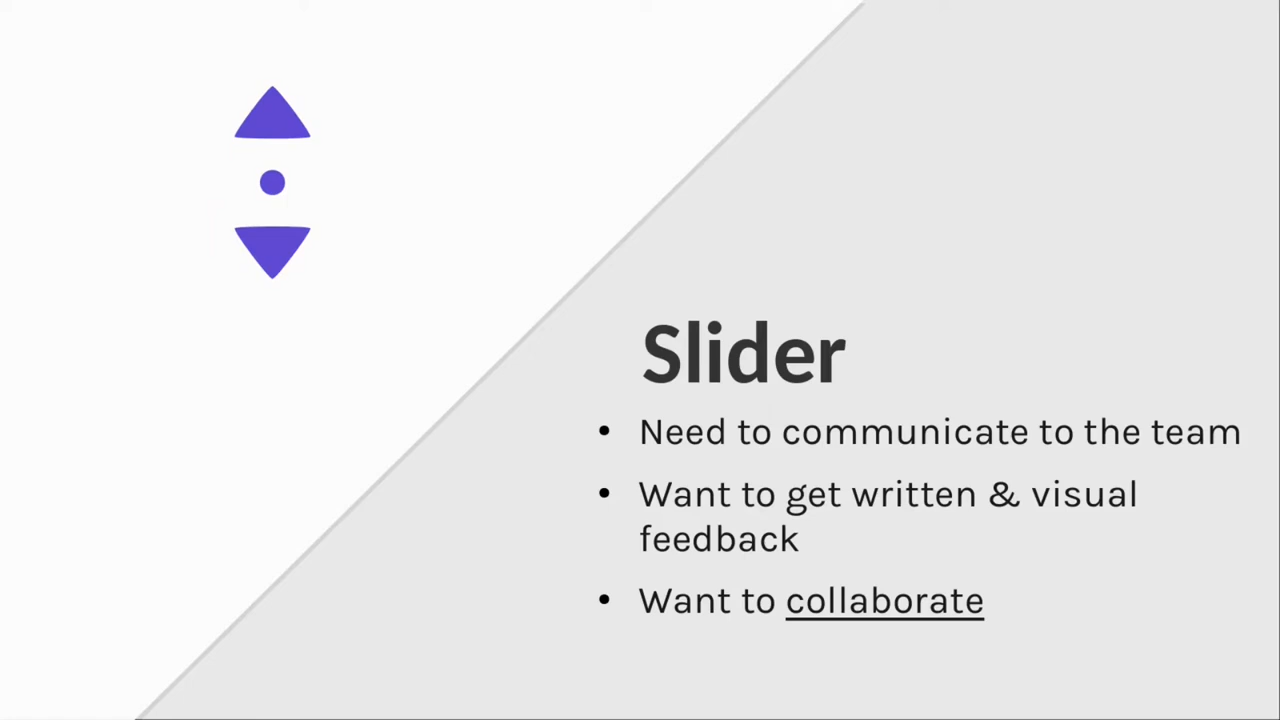 Slider
• Need to communicate to the team
• Want to get written & visual
feedback
• Want to collaborate